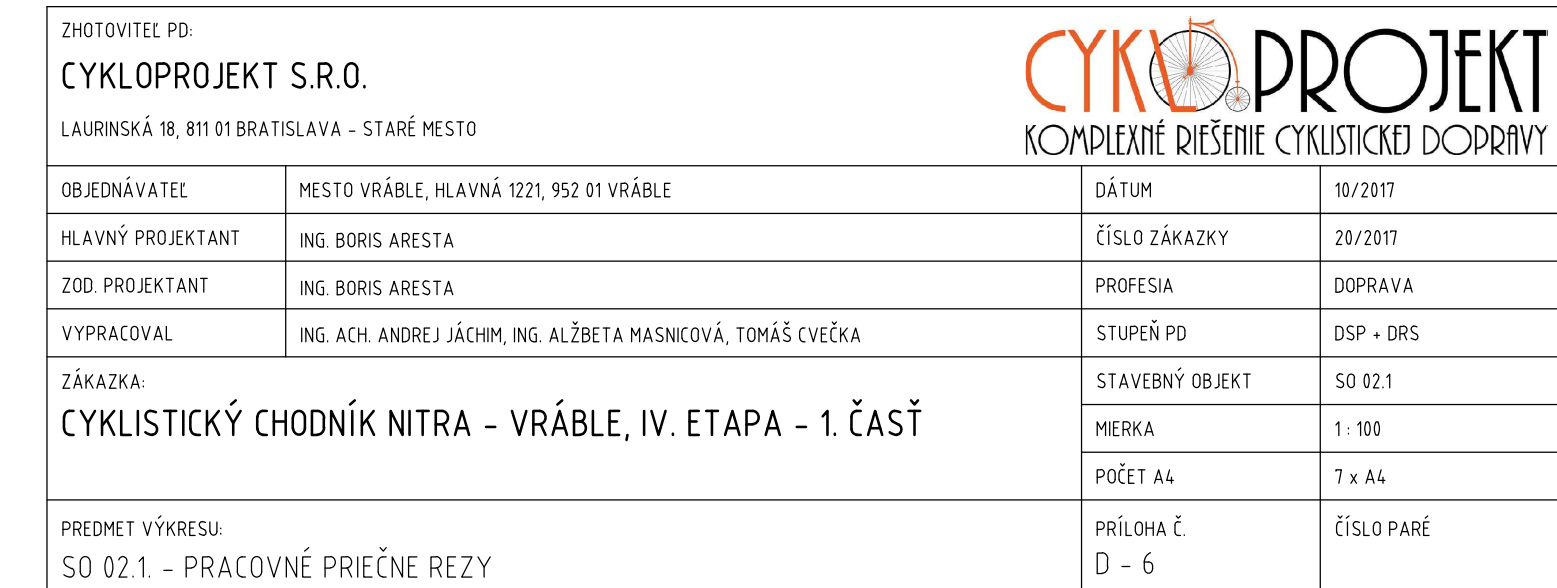 ZHOTOVITEĽ PD:
CYKLOPROJEKT S.R.O.
LAURINSKÁ 18, 811 01 BRATISLAVA - STARÉ MESTO
CYKLOPROJEKT
KOMPLEXNÉ RIEŠENIE CYKLISTICKEJ DOPRAVY
OBJEDNÁVATEĽ MESTO VRÁBLE, HLAVNÁ 1221, 952 01 VRÁBLE DÁTUM 10/2017
HLAVNÝ PROJEKTANT ING. BORIS ARESTA ČÍSLO ZÁKAZKY 20/2017
ZOD. PROJEKTANT ING. BORIS ARESTA PROFESIA DOPRAVA
VYPRACOVAL ING. ACH. ANDREJ JÁCHIM, ING. ALŽBETA MASNICOVÁ, TOMÁŠ CVEČKA STUPEŇ PD DSP + DRS
ZÁKAZKA: STAVEBNÝ OBJEKT SO 02.1
CYKLISTICKÝ CHODNÍK NITRA - VRÁBLE, IV. ETAPA - 1. ČASŤ MIERKA 1 : 100
POČET A4 7 x A4
PREDMET VÝKRESU: PRÍLOHA Č. ČÍSLO PARÉ
SO 02.1. - PRACOVNÉ PRIEČNE REZY D - 6